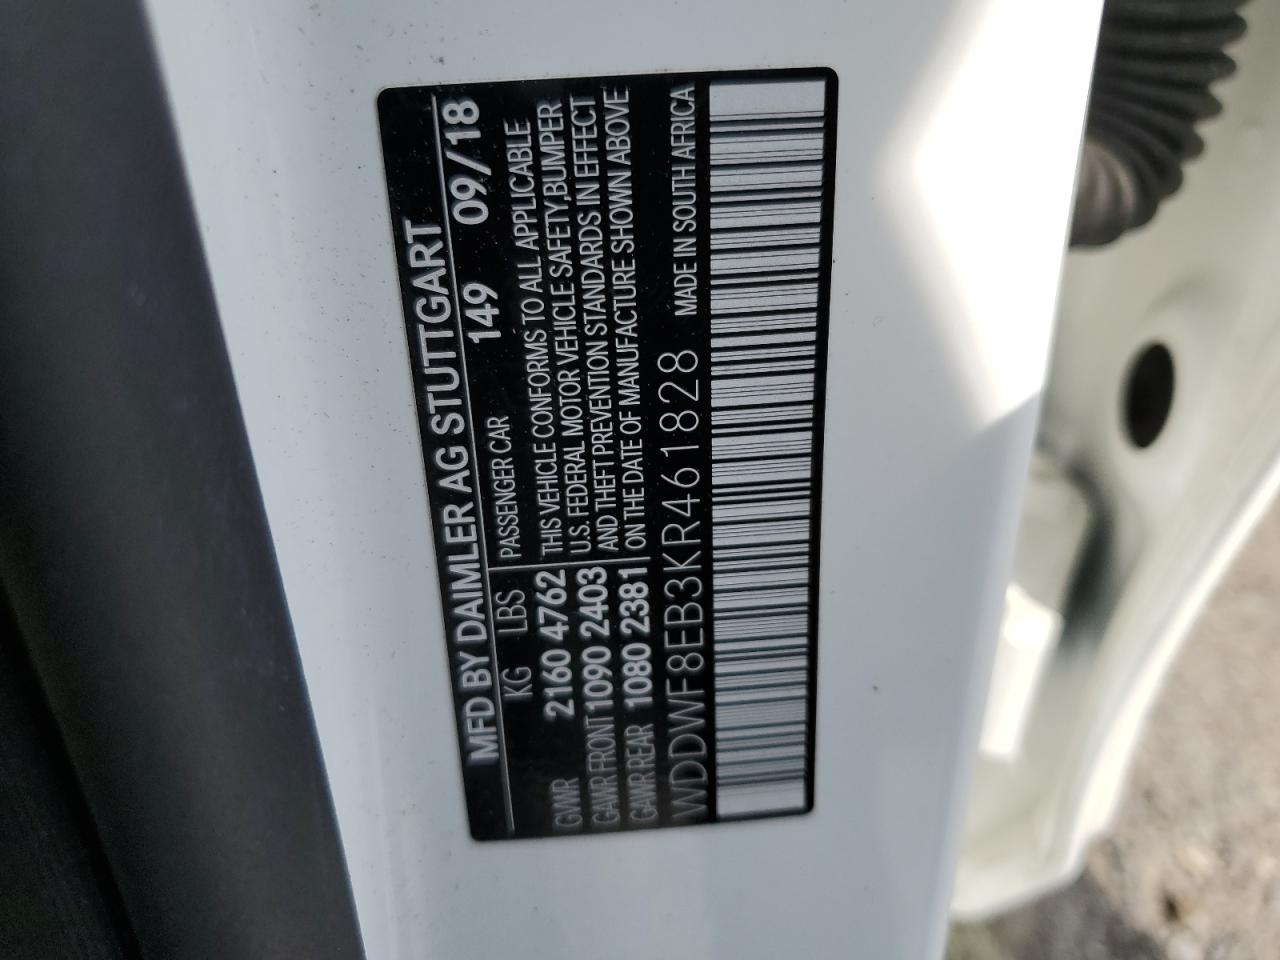 MFD BY DAIMLER AG STUTTGART
149 09/18
KG LBS PASSENGER CAR
GWR 2160 4762
GAWR FRONT 1090 2403
GAWR REAR 1080 2381
THIS VEHICLE CONFORMS TO ALL APPLICABLE
U.S. FEDERAL MOTOR VEHICLE SAFETY,BUMPER
AND THEFT PREVENTION STANDARDS IN EFFECT
ON THE DATE OF MANUFACTURE SHOWN ABOVE
WDDWF8EB3KR461828 MADE IN SOUTH AFRICA